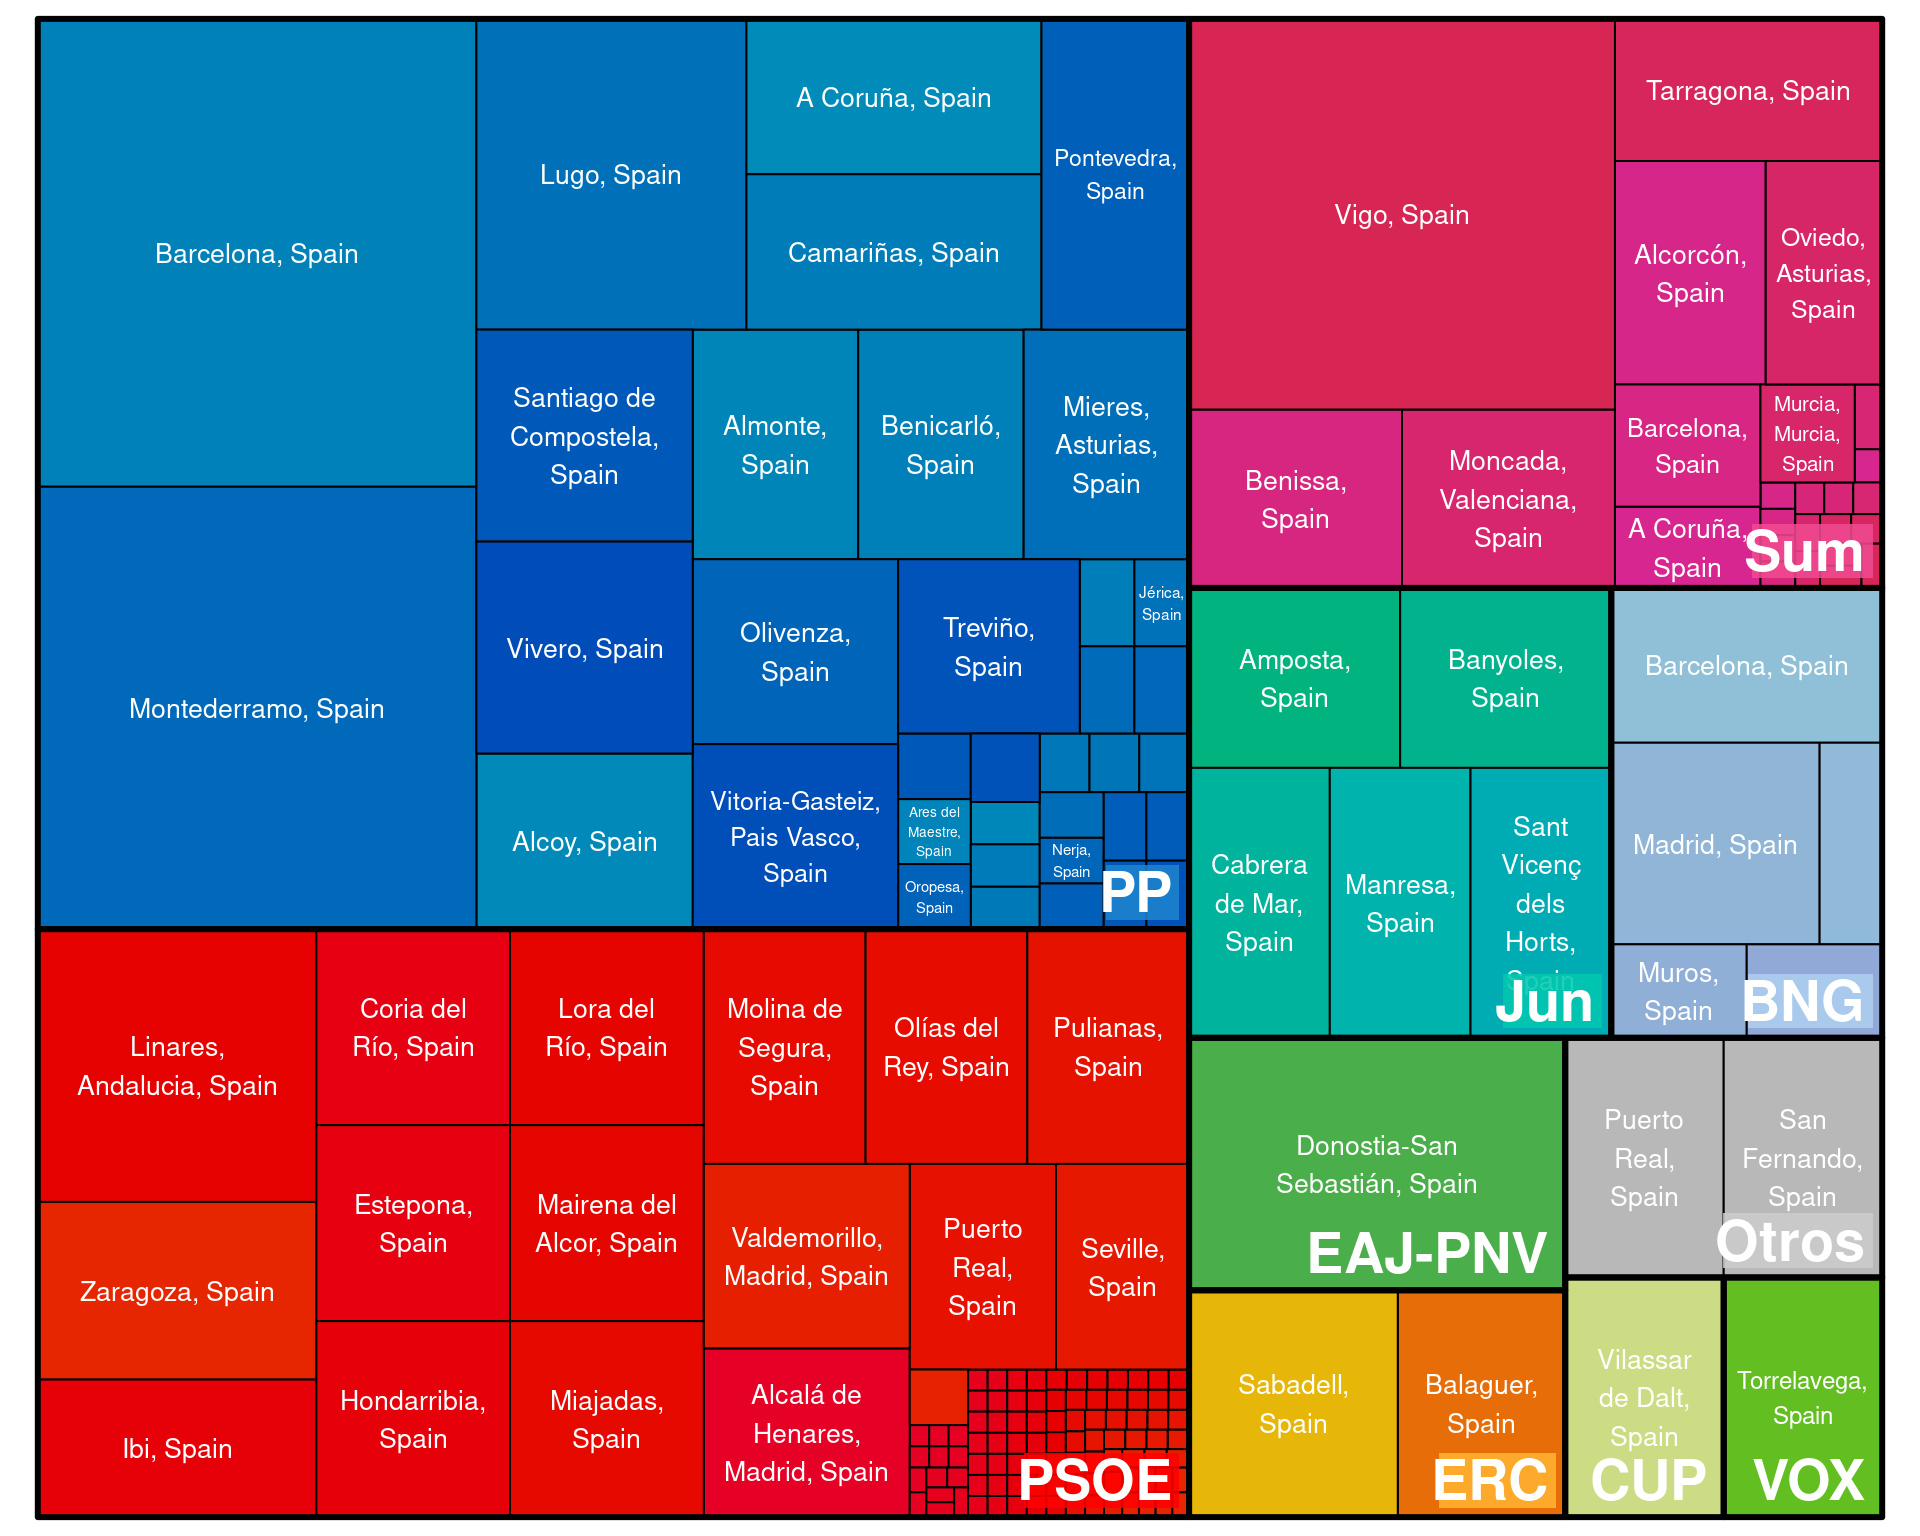 Barcelona, Spain
Montederramo, Spain
Lugo, Spain
A Coruña, Spain
Camariñas, Spain
Pontevedra,
Spain
Santiago de
Compostela,
Spain
Almonte,
Spain
Benicarló,
Spain
Mieres,
Asturias,
Spain
Vivero, Spain
Alcoy, Spain
Olivenza,
Spain
Treviño,
Spain
Jérica,
Spain
Vitoria-Gasteiz,
Pais Vasco,
Spain
Ares del
Maestre,
Spain
Oropesa,
Spain
Nerja,
Spain
PP
Vigo, Spain
Tarragona, Spain
Alcorcón,
Spain
Oviedo,
Asturias,
Spain
Benissa,
Spain
Moncada,
Valenciana,
Spain
Barcelona,
Spain
Murcia,
Murcia,
Spain
A Coruña,
Spain
Sum
Amposta,
Spain
Banyoles,
Spain
Cabrera
de Mar,
Spain
Manresa,
Spain
Sant
Vicenç
dels
Horts,
Spain
Jun
Barcelona, Spain
Madrid, Spain
Muros,
Spain
BNG
Linares,
Andalucia, Spain
Zaragoza, Spain
Ibi, Spain
Coria del
Río, Spain
Lora del
Río, Spain
Estepona,
Spain
Mairena del
Alcor, Spain
Hondarribia,
Spain
Miajadas,
Spain
Molina de
Segura,
Spain
Olías del
Rey, Spain
Pulianas,
Spain
Valdemorillo,
Madrid, Spain
Puerto
Real,
Spain
Seville,
Spain
Alcalá de
Henares,
Madrid, Spain
PSOE
Donostia-San
Sebastián, Spain
EAJ-PNV
Puerto
Real,
Spain
San
Fernando,
Spain
Otros
Sabadell,
Spain
Balaguer,
Spain
ERC
Vilassar
de Dalt,
Spain
CUP
Torrelavega,
Spain
VOX